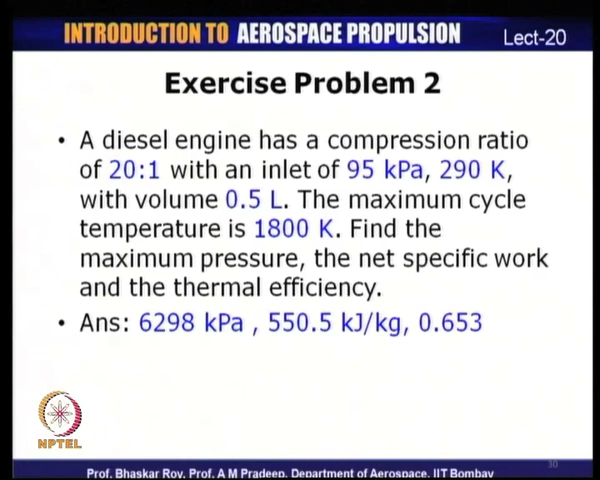 INTRODUCTION TO AEROSPACE PROPULSION Lect-20
Exercise Problem 2
• A diesel engine has a compression ratio
of 20:1 with an inlet of 95 kPa, 290 K,
with volume 0.5 L. The maximum cycle
temperature is 1800 K. Find the
maximum pressure, the net specific work
and the thermal efficiency.
• Ans: 6298 kPa , 550.5 kJ/kg, 0.653
NPTEL
30
Prof. Bhaskar Roy, Prof. A M Pradeep, Department of Aerospace, IIT Bombay